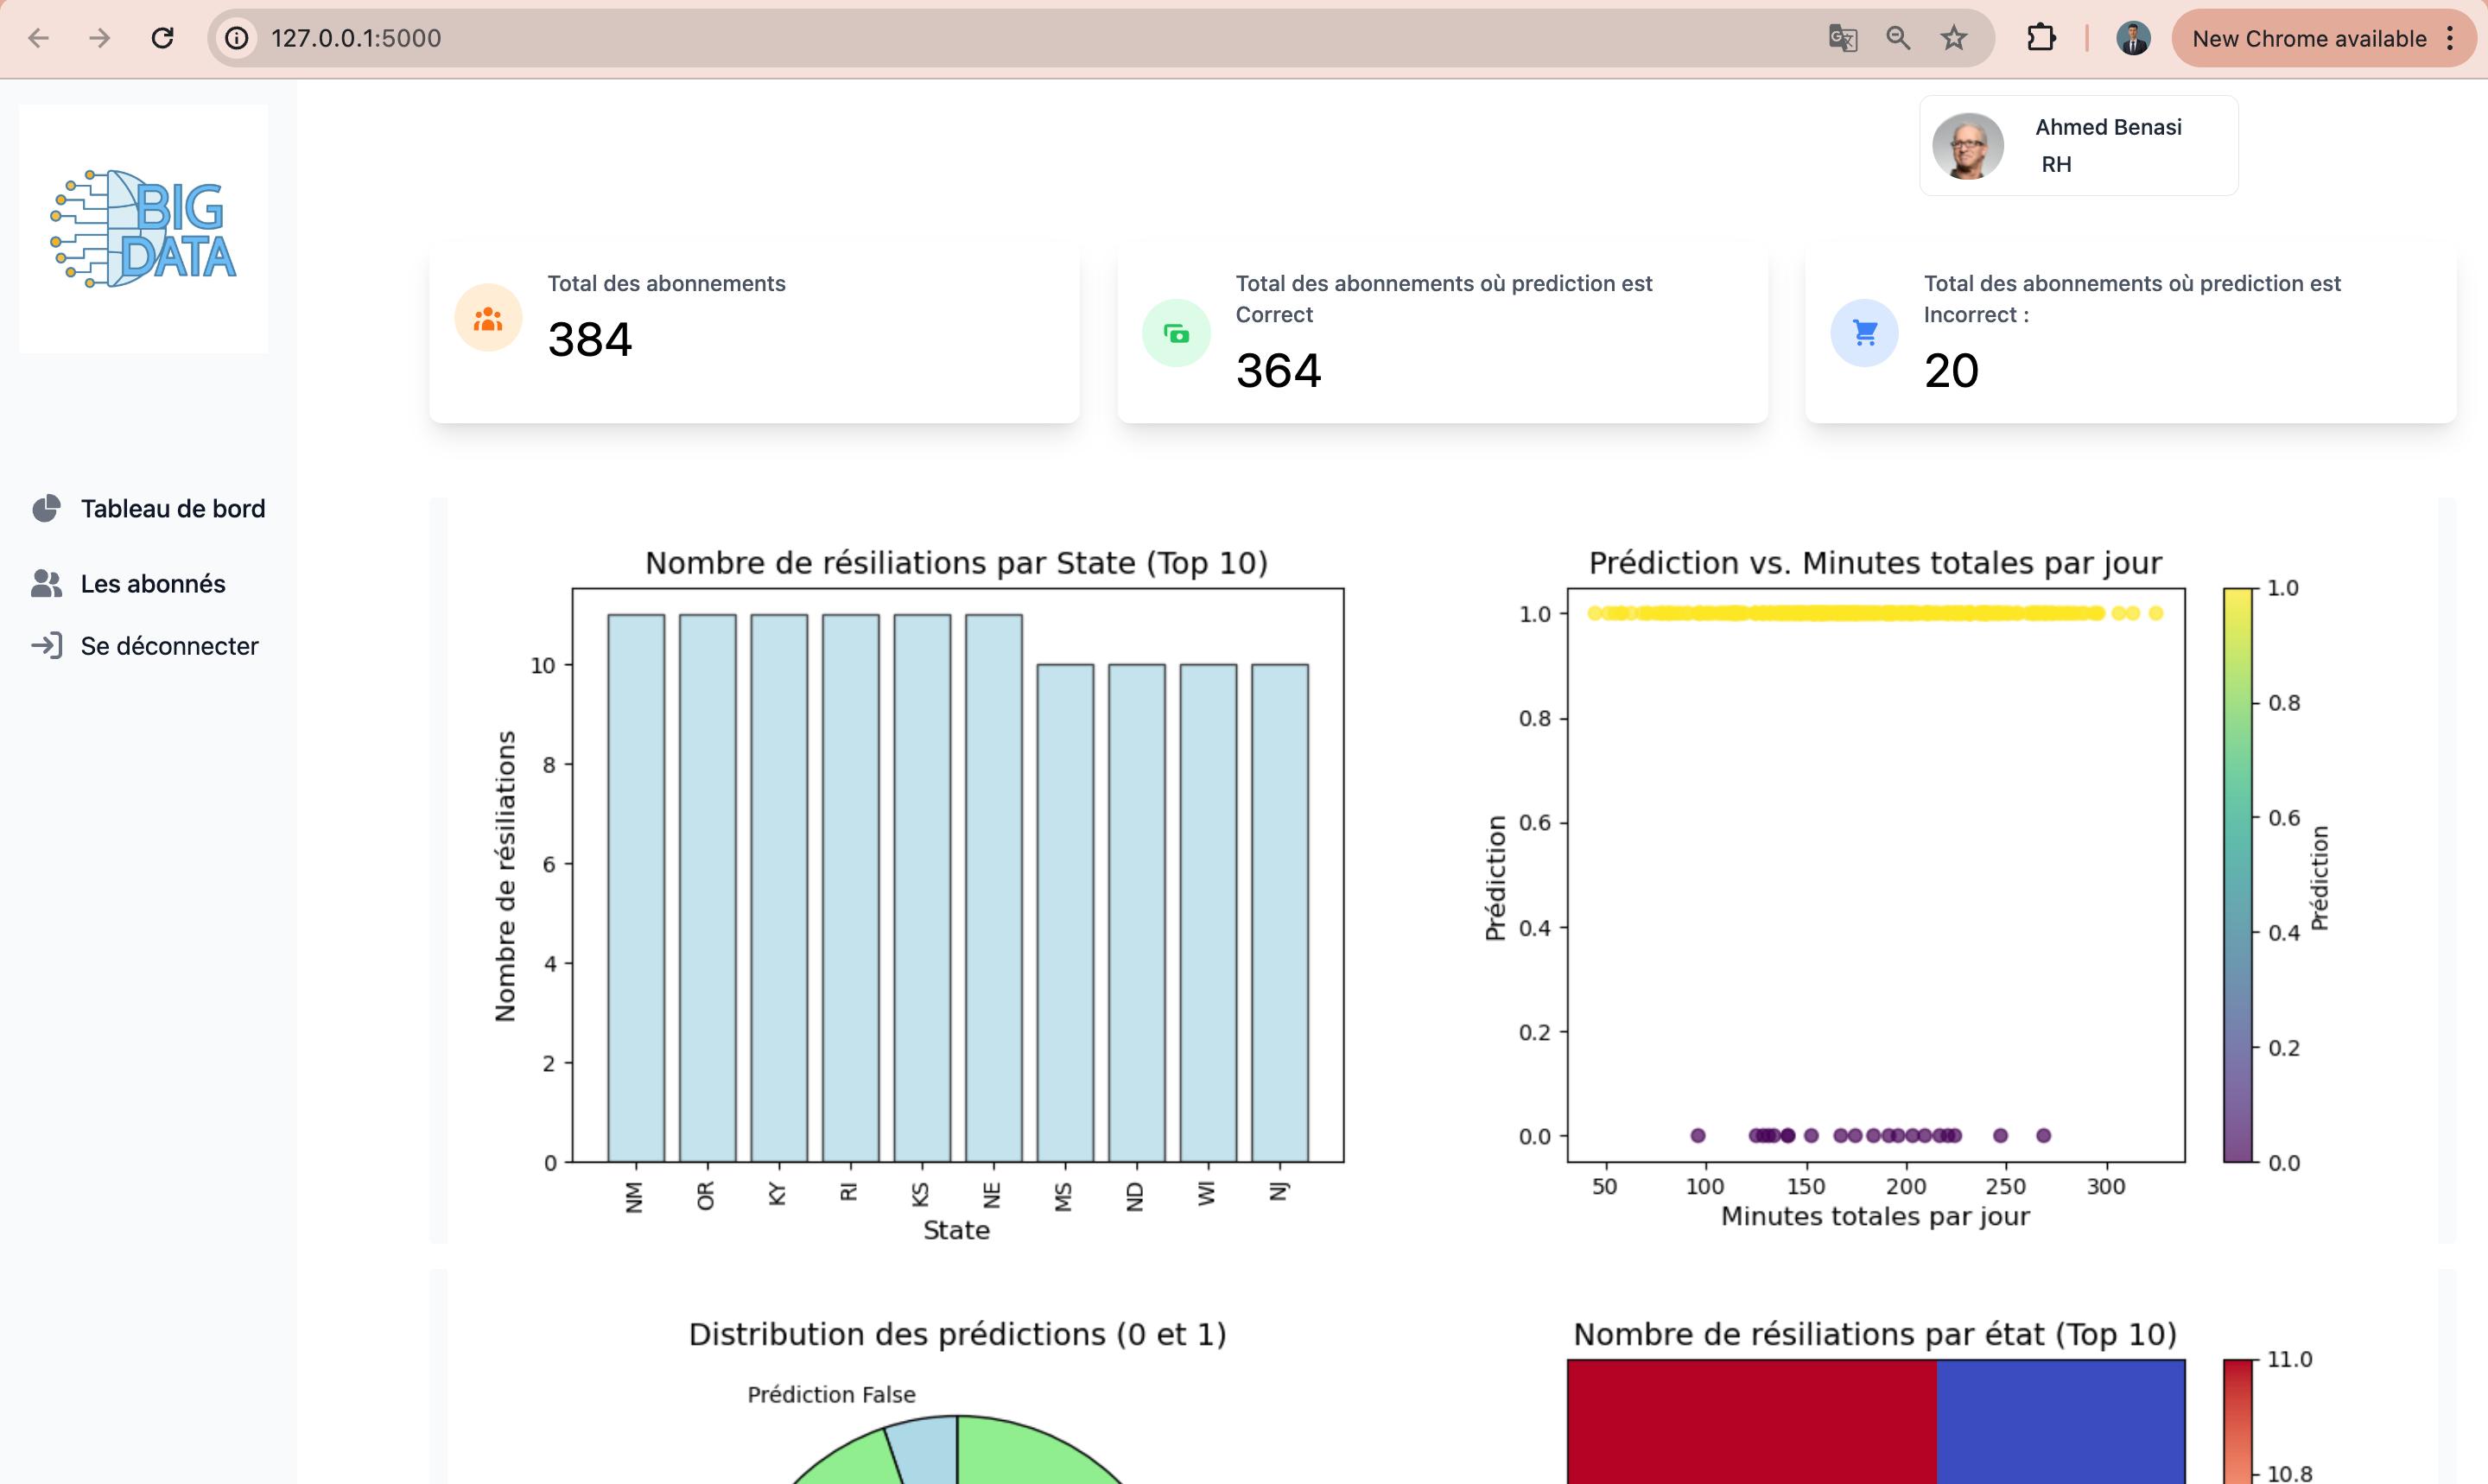 127.0.0.1:5000
New Chrome available
BIG
DATA
Ahmed Benasi
RH
Total des abonnements
384
Total des abonnements où prediction est
Correct
364
Total des abonnements où prediction est
Incorrect :
20
Tableau de bord
Les abonnés
Se déconnecter
Nombre de résiliations par State (Top 10)
10
8
6
4
2
0
Nombre de résiliations
NM
OR
KY
RI
KS
NE
MS
ND
WI
NJ
State
Prédiction vs. Minutes totales par jour
1.0
0.8
0.6
0.4
0.2
0.0
Prédiction
50
100
150
200
250
300
Minutes totales par jour
1.0
0.8
0.6
0.4
0.2
0.0
Prédiction
Distribution des prédictions (0 et 1)
Prédiction False
Nombre de résiliations par état (Top 10)
11.0
10.8